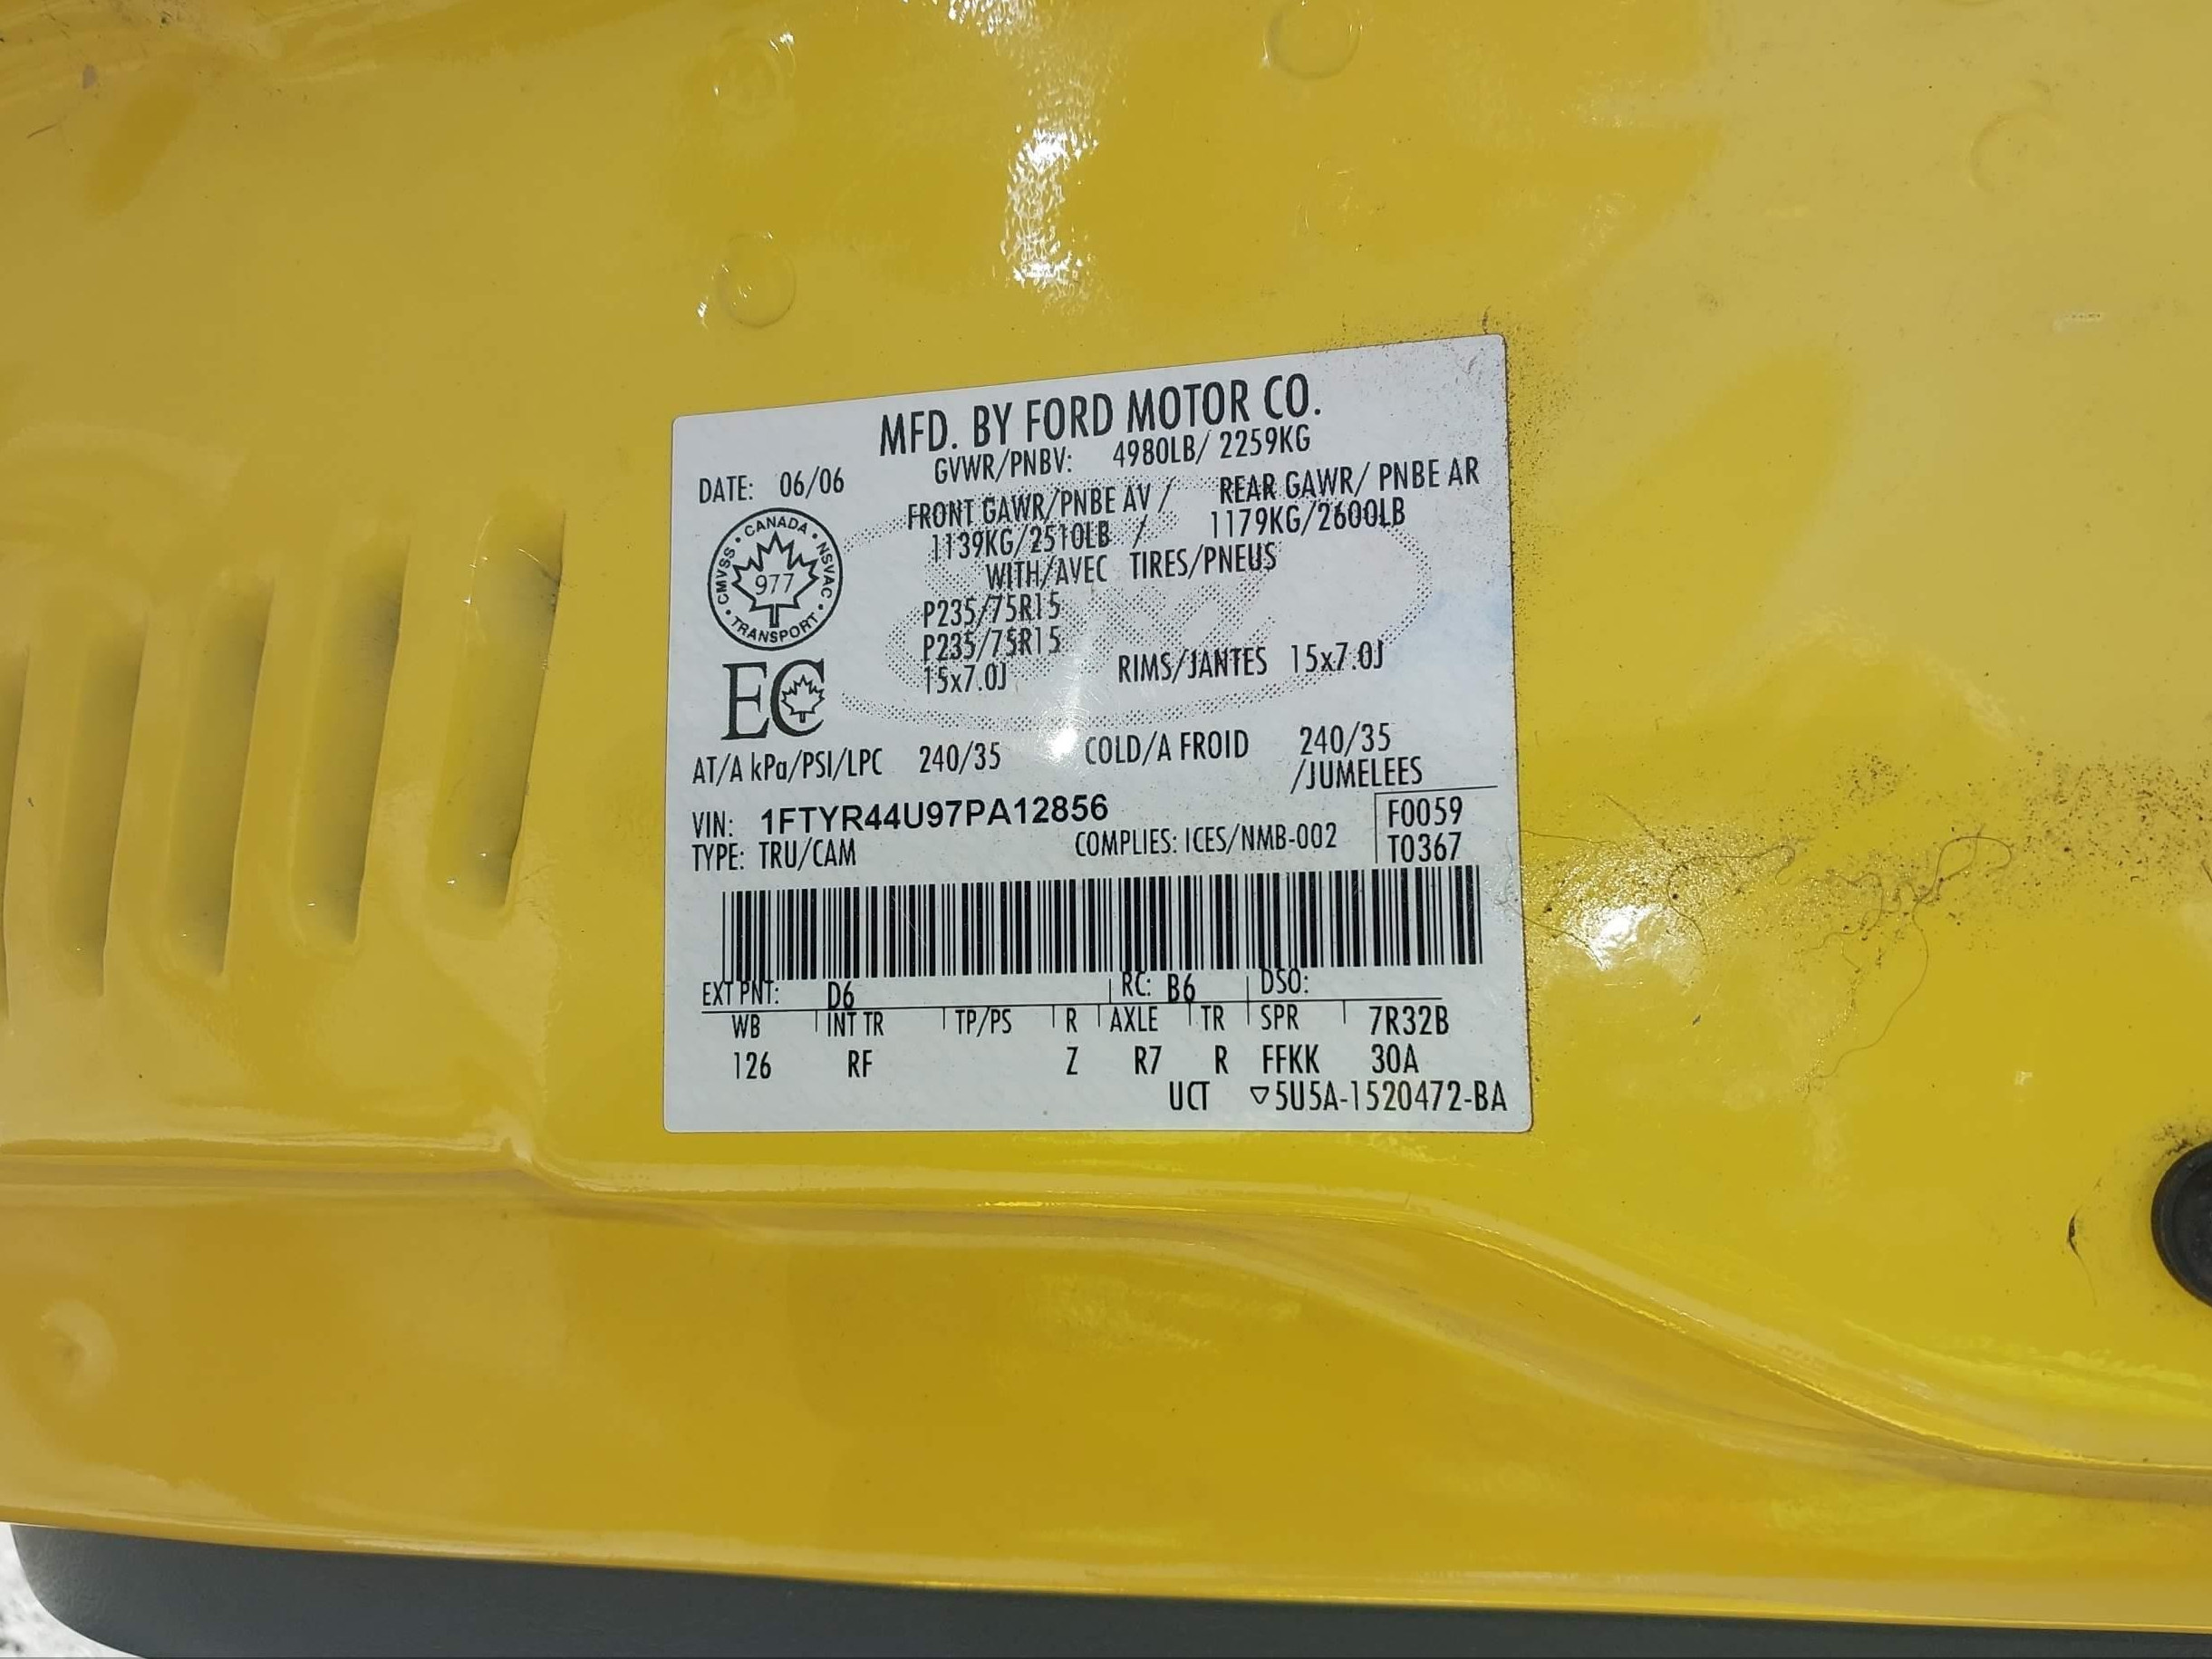 MFD. BY FORD MOTOR CO.
DATE: 06/06
GVWR/PNBV: 4980LB/ 2259KG
FRONT GAWR/PNBE AV / REAR GAWR/ PNBE AR
1139KG/2510LB / 1179KG/2600LB
WITH/AVEC TIRES/PNEUS
P235/75R15
P235/75R15
15x7.0J RIMS/JANTES 15x7.0J
CANADA • NSVAC • TRANSPORT • CMVSS •
977
EC
AT/A kPa/PSI/LPC 240/35 COLD/A FROID 240/35
/JUMELEES
VIN: 1FTYR44U97PA12856
F0059
TYPE: TRU/CAM COMPLIES: ICES/NMB-002 T0367
EXT PNT: D6 RC: B6 DSO:
WB INT TR TP/PS R AXLE TR SPR 7R32B
126 RF Z R7 R FFKK 30A
UCT ▽5U5A-1520472-BA